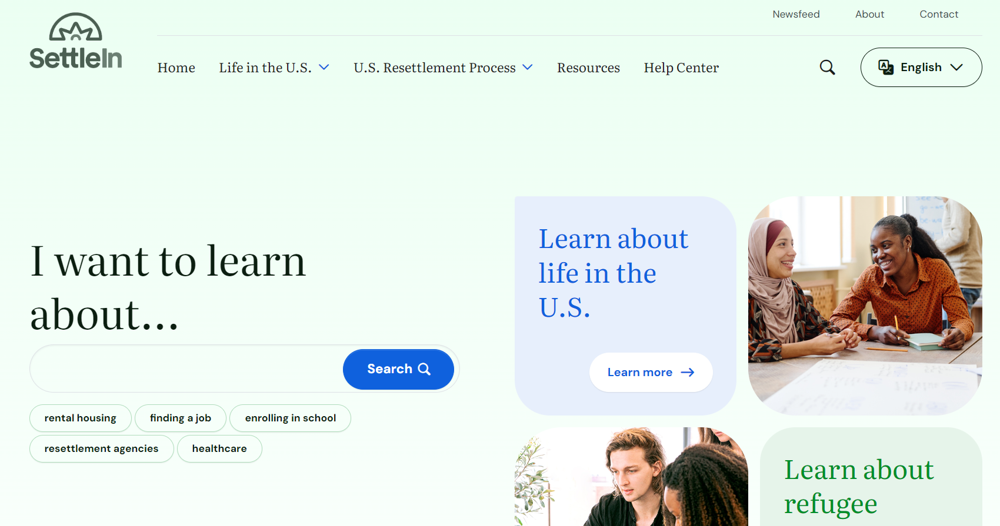 Newsfeed About Contact
SettleIn
Home Life in the U.S. U.S. Resettlement Process Resources Help Center English
I want to learn
about...
Search
rental housing finding a job enrolling in school
resettlement agencies healthcare
Learn about
life in the
U.S.
Learn more
Learn about
refugee